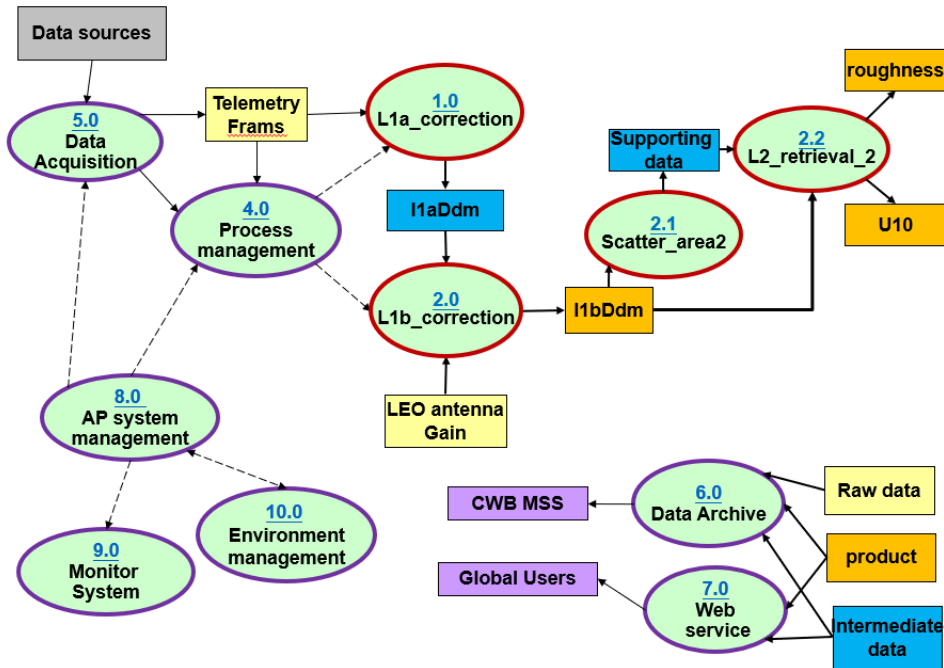 Data sources
5.0
Data
Acquisition
Telemetry
Frams
1.0
L1a_correction
roughness
Supporting
data
2.2
L2_retrieval_2
4.0
Process
management
l1aDdm
2.1
Scatter_area2
U10
2.0
L1b_correction
l1bDdm
8.0
AP system
management
LEO antenna
Gain
10.0
Environment
management
9.0
Monitor
System
CWB MSS
6.0
Data Archive
Raw data
Global Users
7.0
Web
service
product
Intermediate
data